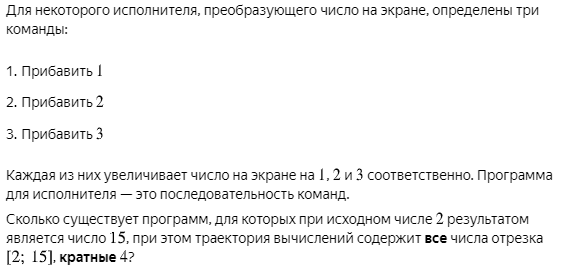 Для некоторого исполнителя, преобразующего число на экране, определены три
команды:
1. Прибавить 1
2. Прибавить 2
3. Прибавить 3
Каждая из них увеличивает число на экране на 1, 2 и 3 соответственно. Программа
для исполнителя — это последовательность команд.
Сколько существует программ, для которых при исходном числе 2 результатом
является число 15, при этом траектория вычислений содержит все числа отрезка
[2; 15], кратные 4?